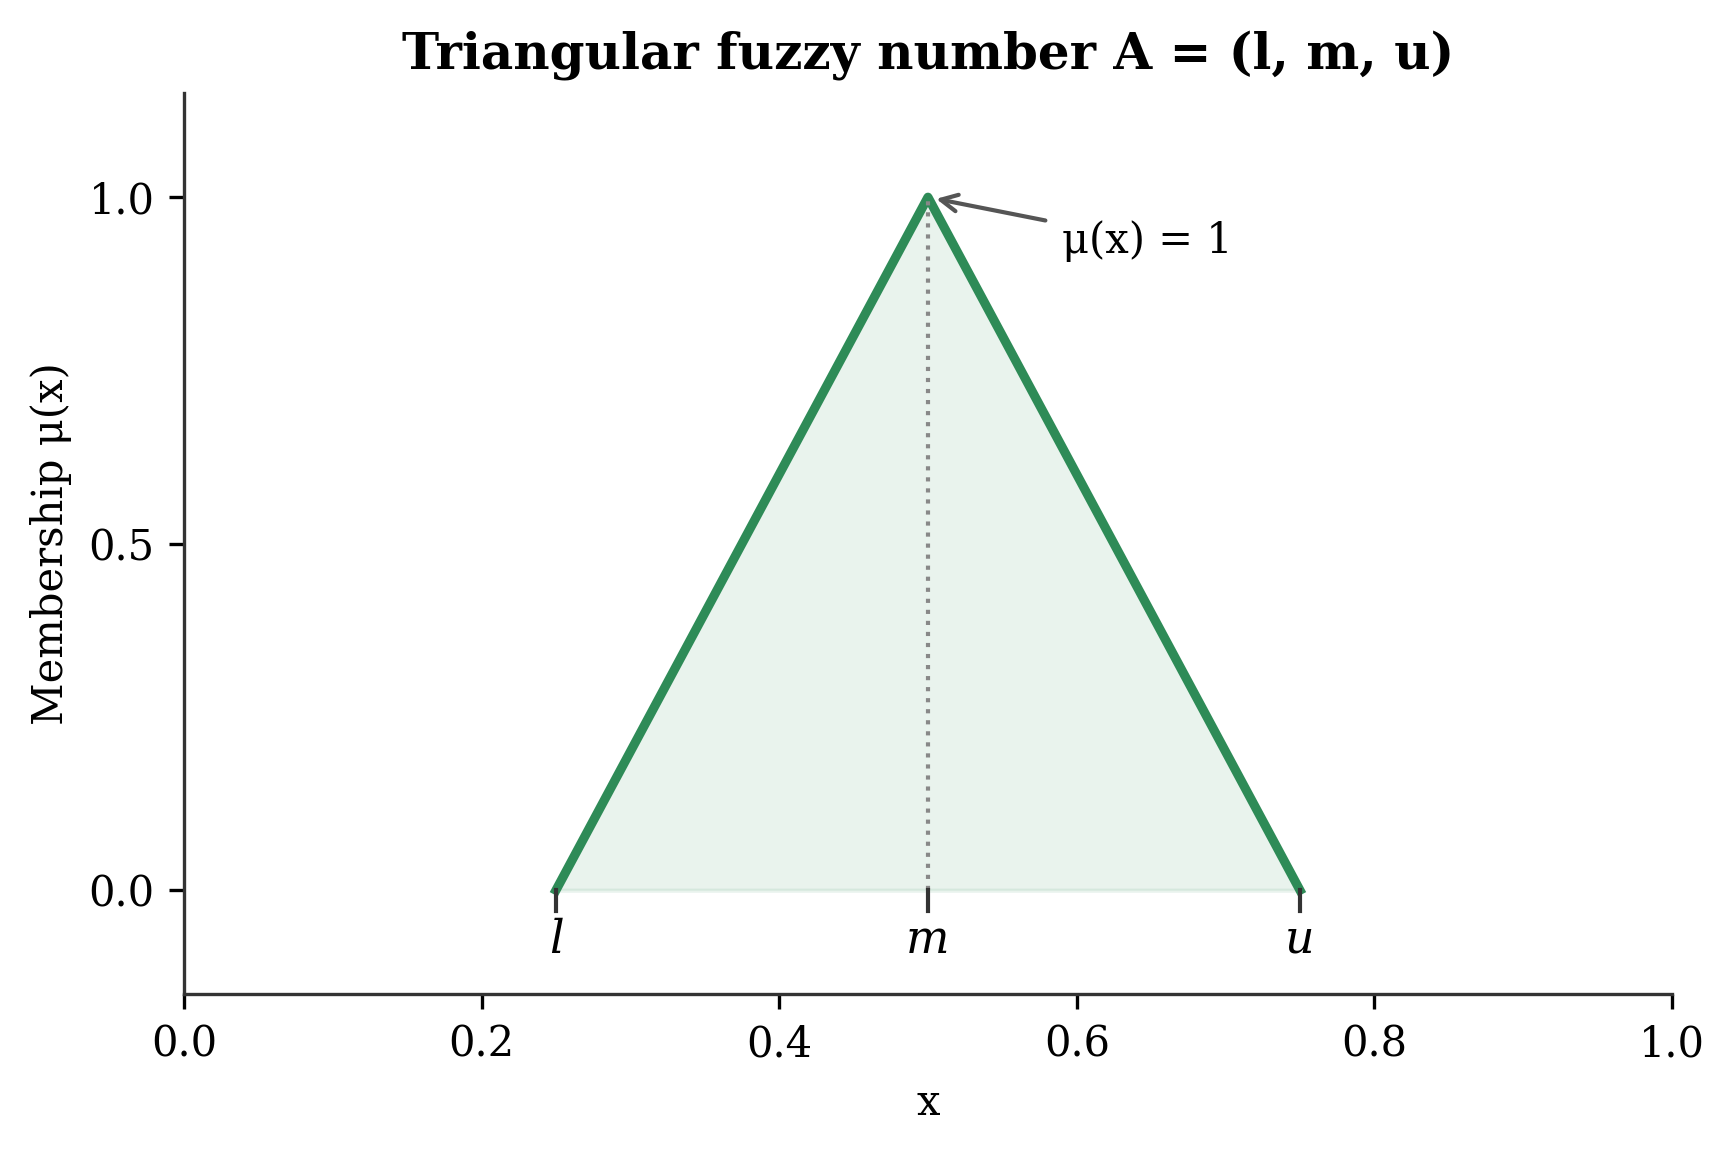 Triangular fuzzy number A = (l, m, u)
1.0
μ(x) = 1
Membership μ(x)
0.5
0.0
l m u
0.0 0.2 0.4 0.6 0.8 1.0
x